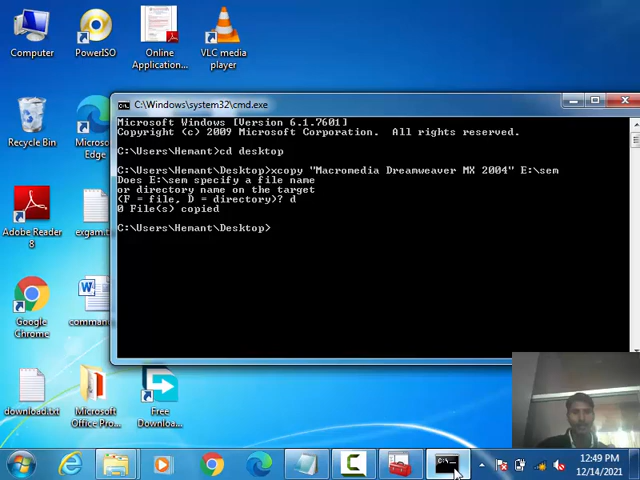 Computer
PowerISO
Online
Application...
VLC media
player
C:\Windows\system32\cmd.exe
Microsoft Windows [Version 6.1.7601]
Copyright (c) 2009 Microsoft Corporation.  All rights reserved.
C:\Users\Hemant>cd desktop
C:\Users\Hemant\Desktop>xcopy "Macromedia Dreamweaver MX 2004" E:\sem
Does E:\sem specify a file name
or directory name on the target
(F = file, D = directory)? d
0 File(s) copied
C:\Users\Hemant\Desktop>
Recycle Bin
Microsoft
Edge
Adobe Reader
8
exgam.t
Google
Chrome
comman
download.txt
Microsoft
Office Pro...
Free
Downloa...
12:49 PM
12/14/2021